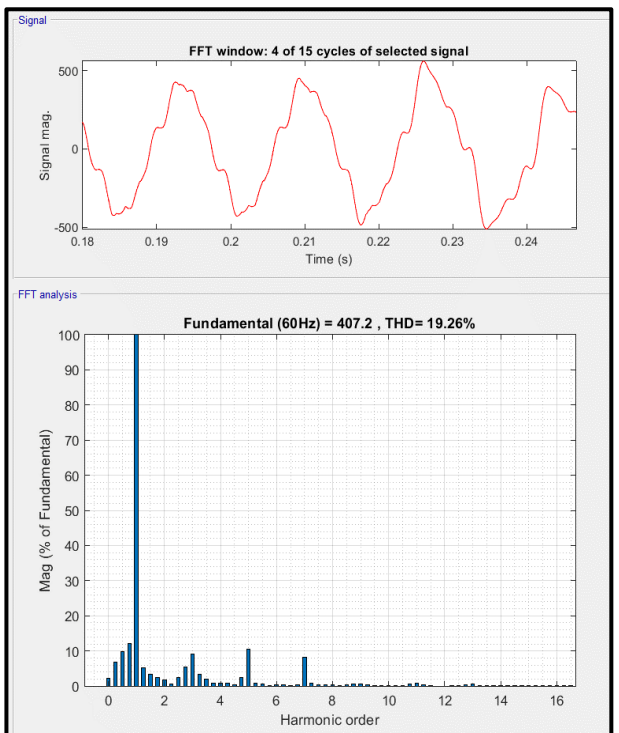 Signal
FFT window: 4 of 15 cycles of selected signal
500
0
-500
Signal mag.
0.18 0.19 0.2 0.21 0.22 0.23 0.24
Time (s)
FFT analysis
Fundamental (60Hz) = 407.2 , THD= 19.26%
100
90
80
70
60
50
40
30
20
10
0
Mag (% of Fundamental)
0 2 4 6 8 10 12 14 16
Harmonic order